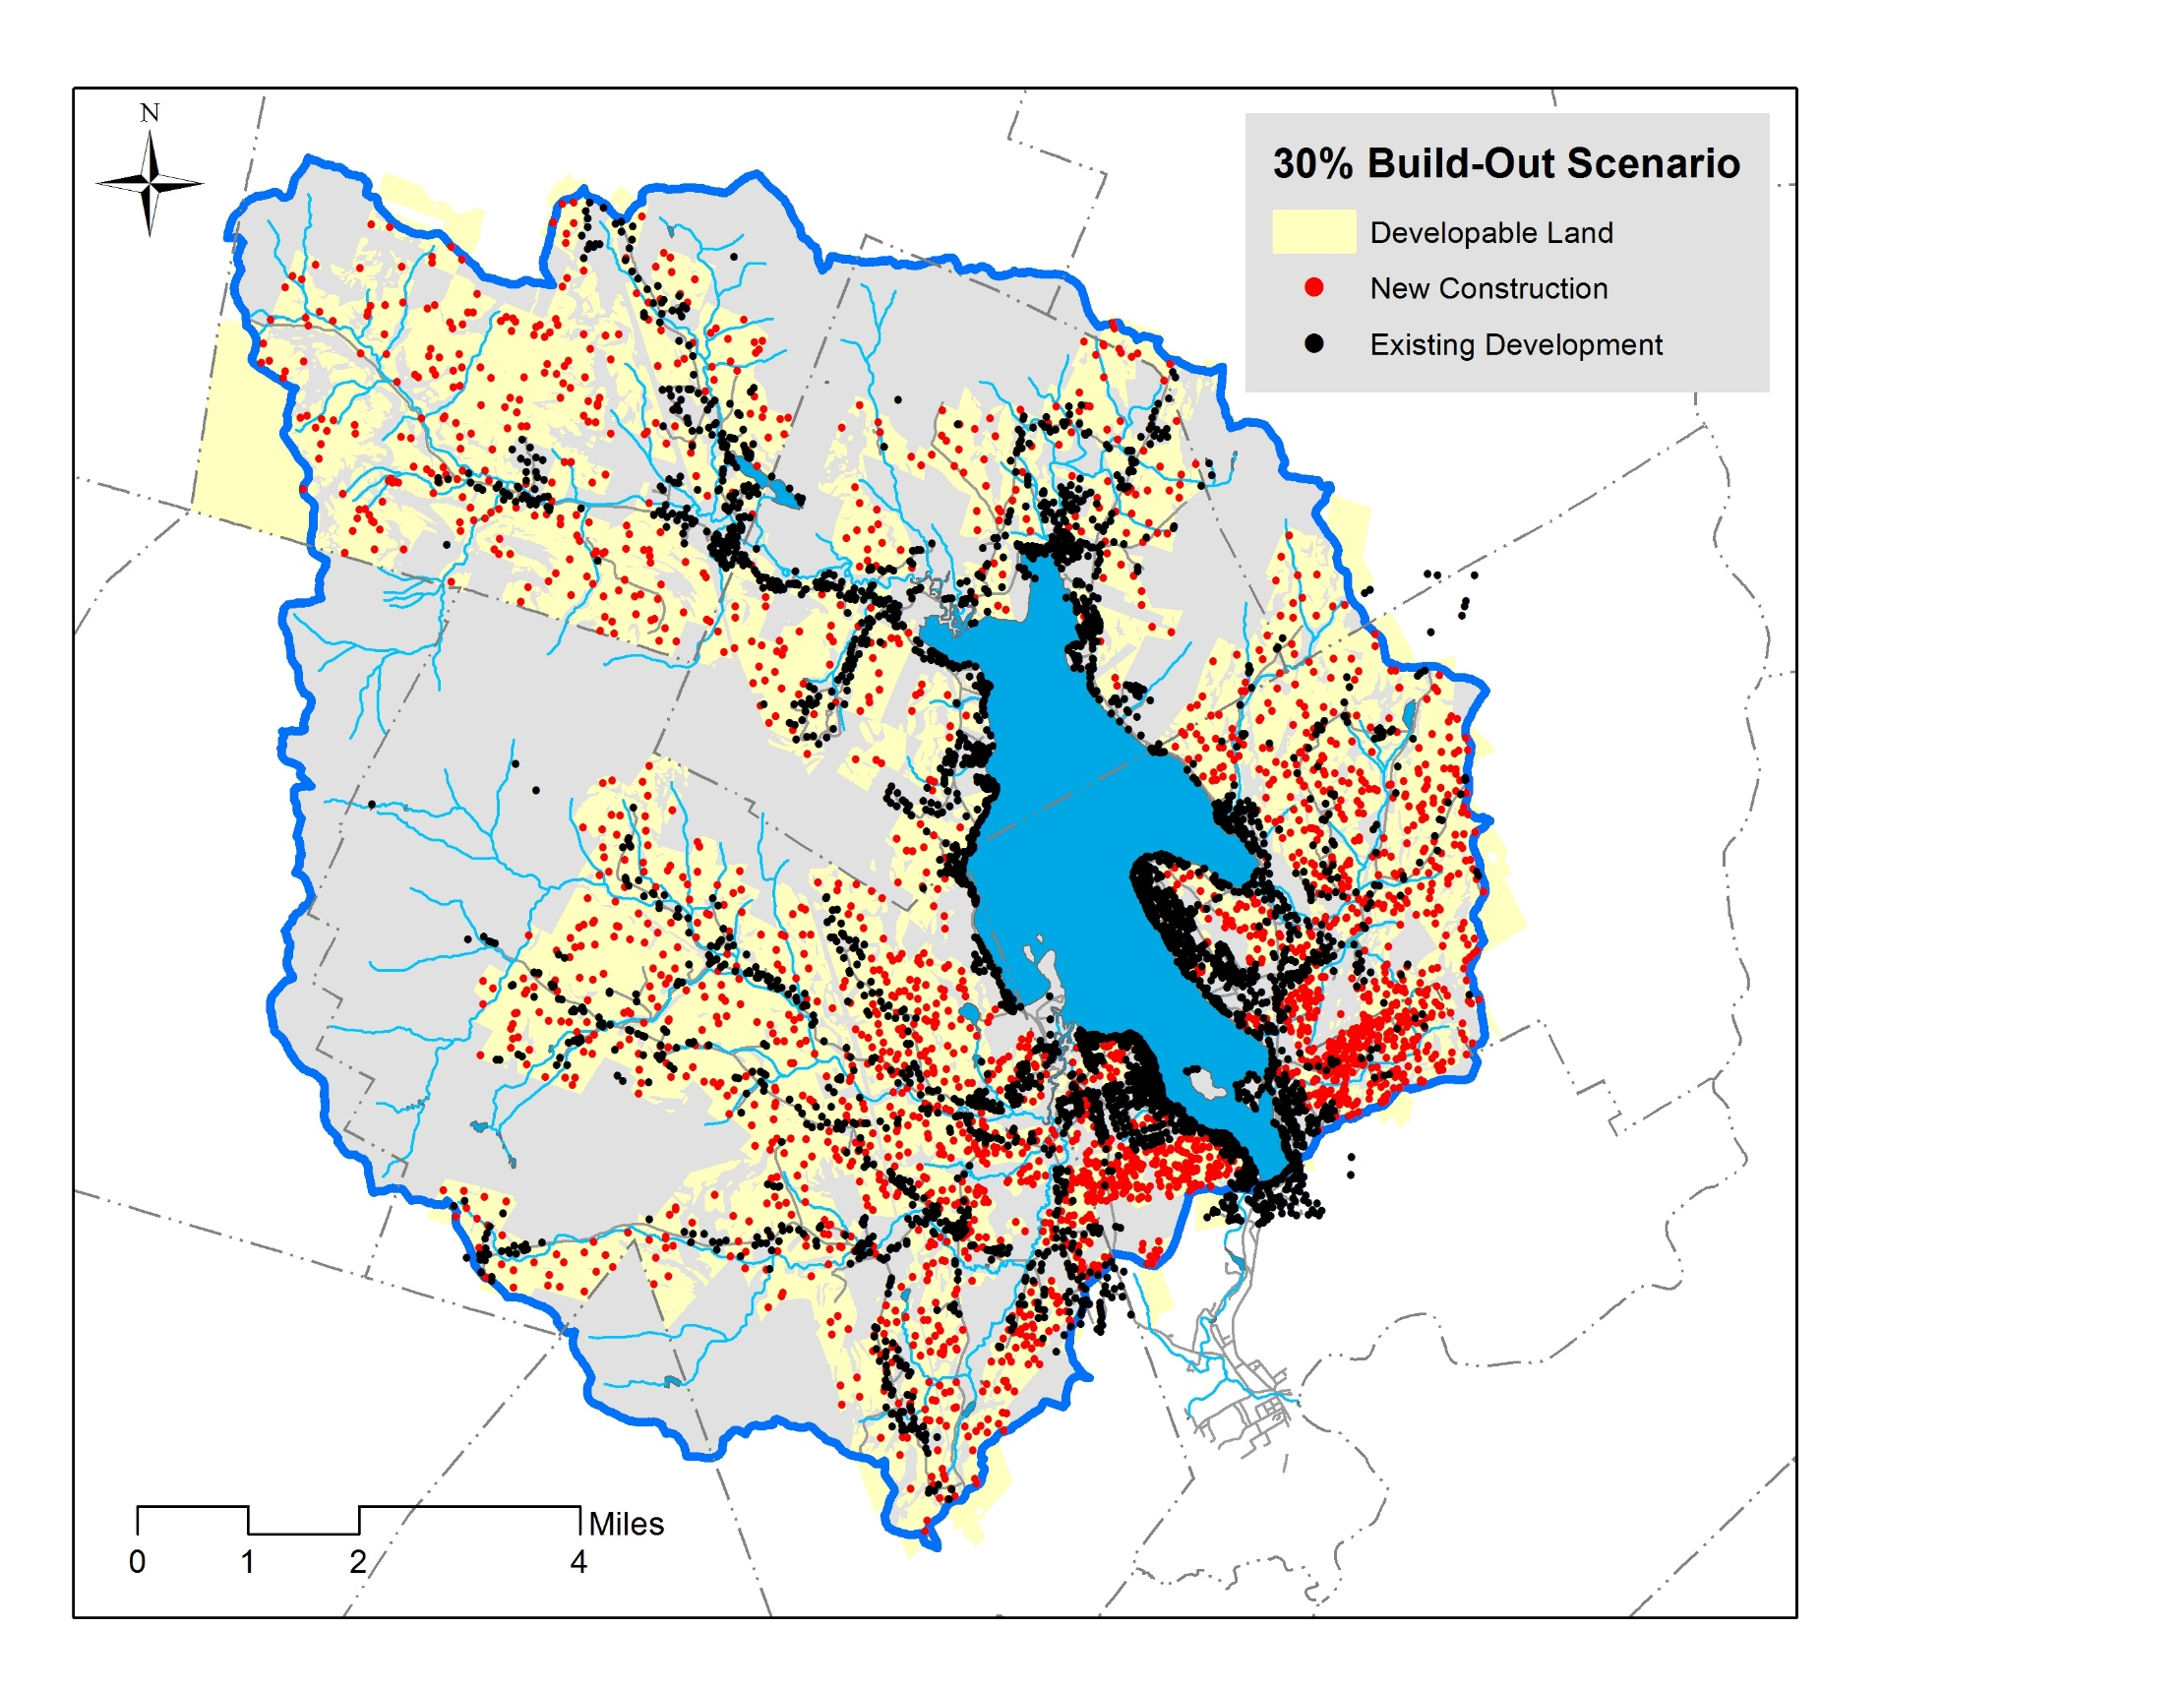 N
30% Build-Out Scenario
Developable Land
New Construction
Existing Development
Miles
0 1 2 4